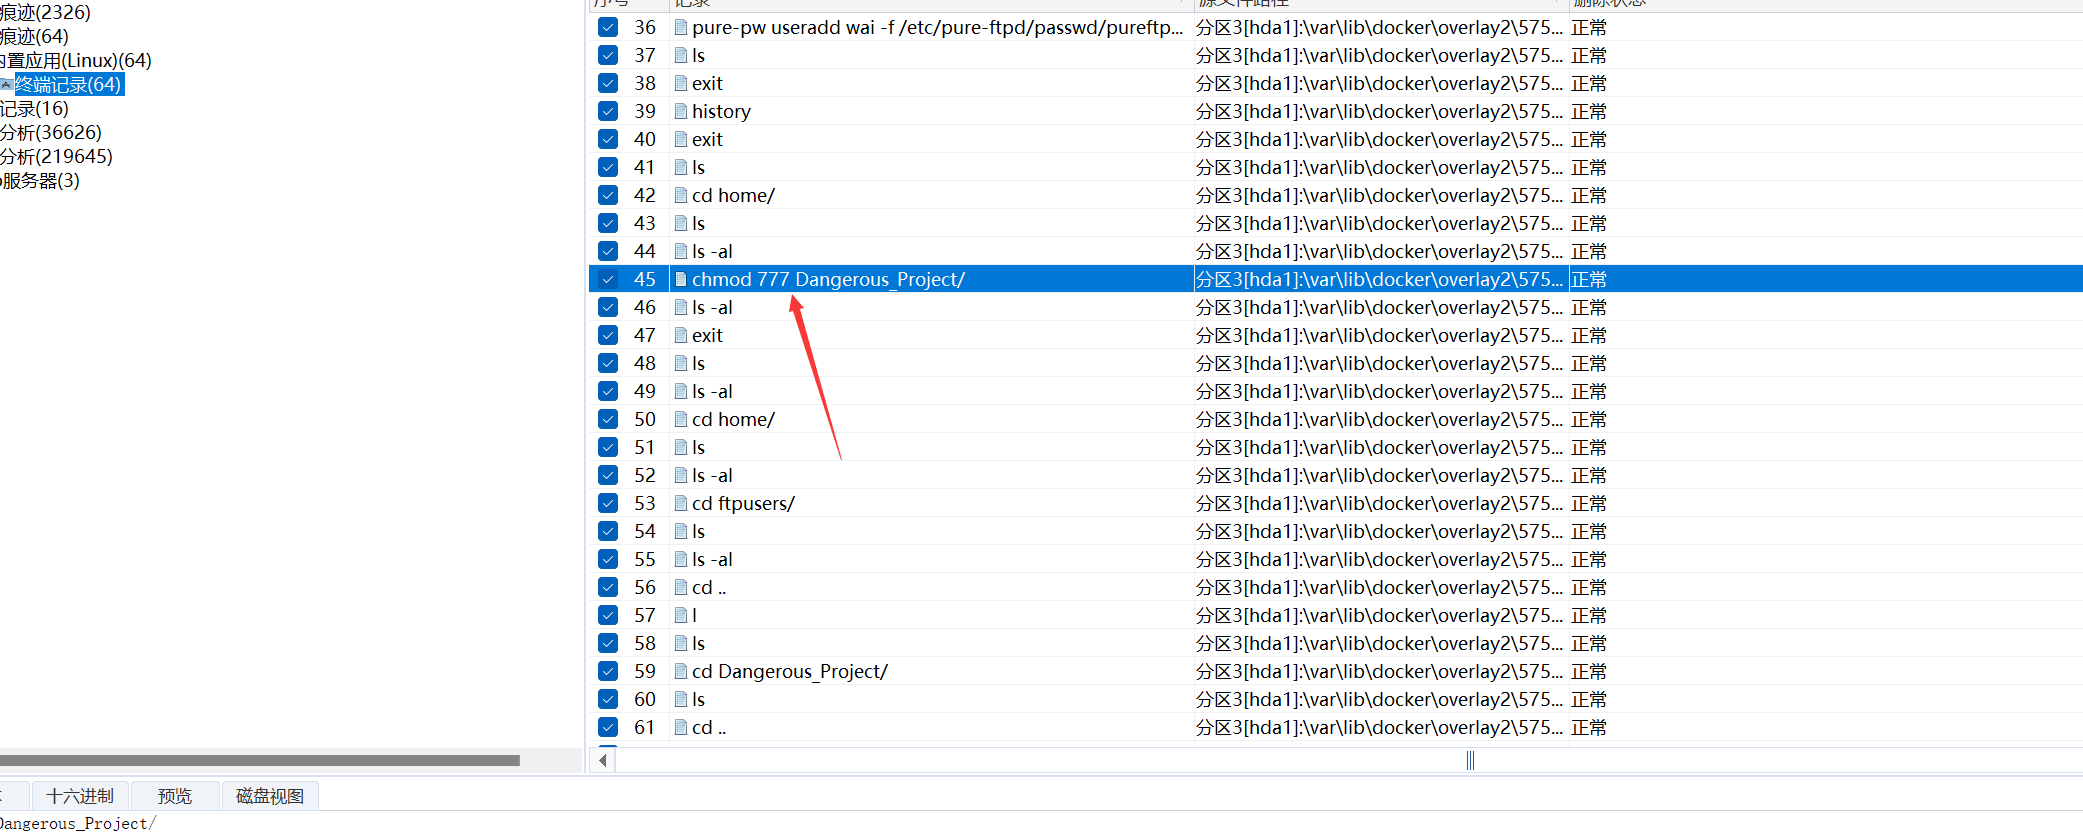 痕迹(2326)
痕迹(64)
内置应用(Linux)(64)
终端记录(64)
记录(16)
分析(36626)
分析(219645)
服务器(3)
序号 记录 源文件路径 删除状态
36 pure-pw useradd wai -f /etc/pure-ftpd/passwd/pureftp... 分区3[hda1]:\var\lib\docker\overlay2\575... 正常
37 ls 分区3[hda1]:\var\lib\docker\overlay2\575... 正常
38 exit 分区3[hda1]:\var\lib\docker\overlay2\575... 正常
39 history 分区3[hda1]:\var\lib\docker\overlay2\575... 正常
40 exit 分区3[hda1]:\var\lib\docker\overlay2\575... 正常
41 ls 分区3[hda1]:\var\lib\docker\overlay2\575... 正常
42 cd home/ 分区3[hda1]:\var\lib\docker\overlay2\575... 正常
43 ls 分区3[hda1]:\var\lib\docker\overlay2\575... 正常
44 ls -al 分区3[hda1]:\var\lib\docker\overlay2\575... 正常
45 chmod 777 Dangerous_Project/ 分区3[hda1]:\var\lib\docker\overlay2\575... 正常
46 ls -al 分区3[hda1]:\var\lib\docker\overlay2\575... 正常
47 exit 分区3[hda1]:\var\lib\docker\overlay2\575... 正常
48 ls 分区3[hda1]:\var\lib\docker\overlay2\575... 正常
49 ls -al 分区3[hda1]:\var\lib\docker\overlay2\575... 正常
50 cd home/ 分区3[hda1]:\var\lib\docker\overlay2\575... 正常
51 ls 分区3[hda1]:\var\lib\docker\overlay2\575... 正常
52 ls -al 分区3[hda1]:\var\lib\docker\overlay2\575... 正常
53 cd ftpusers/ 分区3[hda1]:\var\lib\docker\overlay2\575... 正常
54 ls 分区3[hda1]:\var\lib\docker\overlay2\575... 正常
55 ls -al 分区3[hda1]:\var\lib\docker\overlay2\575... 正常
56 cd .. 分区3[hda1]:\var\lib\docker\overlay2\575... 正常
57 l 分区3[hda1]:\var\lib\docker\overlay2\575... 正常
58 ls 分区3[hda1]:\var\lib\docker\overlay2\575... 正常
59 cd Dangerous_Project/ 分区3[hda1]:\var\lib\docker\overlay2\575... 正常
60 ls 分区3[hda1]:\var\lib\docker\overlay2\575... 正常
61 cd .. 分区3[hda1]:\var\lib\docker\overlay2\575... 正常
十六进制 预览 磁盘视图
Dangerous_Project/